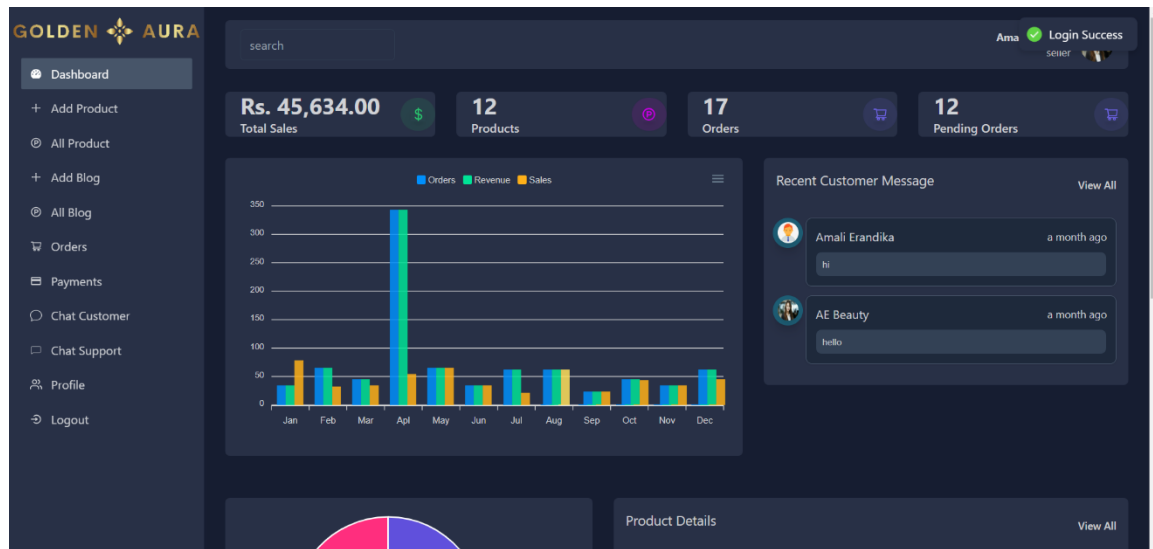 GOLDEN AURA
Dashboard
Add Product
All Product
Add Blog
All Blog
Orders
Payments
Chat Customer
Chat Support
Profile
Logout
search
Ama
seller
Login Success
Rs. 45,634.00
Total Sales
$
12
Products
P
17
Orders
12
Pending Orders
Orders Revenue Sales
350
300
250
200
150
100
50
0
Jan Feb Mar Apl May Jun Jul Aug Sep Oct Nov Dec
Recent Customer Message View All
Amali Erandika a month ago
hi
AE Beauty a month ago
hello
Product Details View All